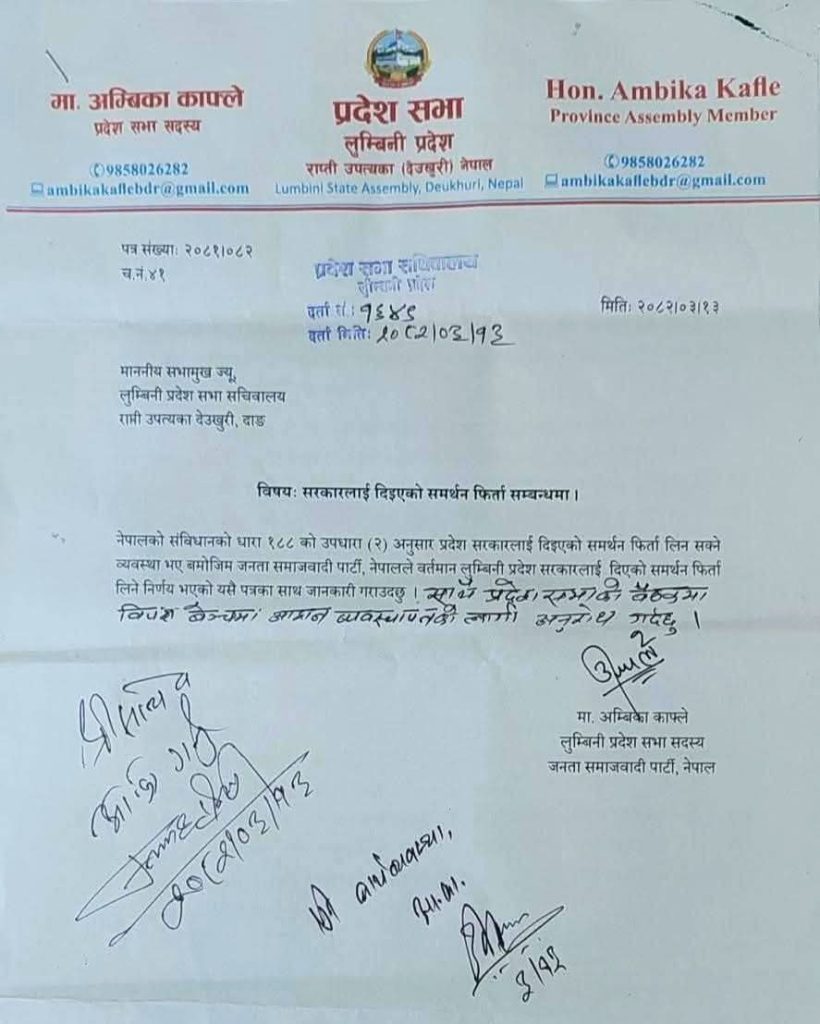 मा. अम्बिका काफ्ले
प्रदेश सभा सदस्य
✆9858026282
ambikakaflebdr@gmail.com
प्रदेश सभा
लुम्बिनी प्रदेश
राप्ती उपत्यका (देउखुरी) नेपाल
Lumbini State Assembly, Deukhuri, Nepal
Hon. Ambika Kafle
Province Assembly Member
✆9858026282
ambikakaflebdr@gmail.com
पत्र संख्याः २०८१।०८२
च.नं.४१
प्रदेश सभा सचिवालय
लुम्बिनी प्रदेश
दर्ता नं.: १६४९
दर्ता मितिः २०८२।०३।१३
मितिः २०८२।०३।१३
माननीय सभामुख ज्यू,
लुम्बिनी प्रदेश सभा सचिवालय
राप्ती उपत्यका देउखुरी, दाङ
विषयः सरकारलाई दिइएको समर्थन फिर्ता सम्बन्धमा ।
नेपालको संविधानको धारा १८८ को उपधारा (२) अनुसार प्रदेश सरकारलाई दिइएको समर्थन फिर्ता लिन सक्ने
व्यवस्था भए बमोजिम जनता समाजवादी पार्टी, नेपालले वर्तमान लुम्बिनी प्रदेश सरकारलाई दिएको समर्थन फिर्ता
लिने निर्णय भएको यसै पत्रका साथ जानकारी गराउदछु । साथै प्रदेश सभाको बैठकमा
विपक्ष बेन्चमा आसन व्यवस्थापनको लागी अनुरोध गर्दछु ।
मा. अम्बिका काफ्ले
लुम्बिनी प्रदेश सभा सदस्य
जनता समाजवादी पार्टी, नेपाल
२०८२।०३।१३
३।१३